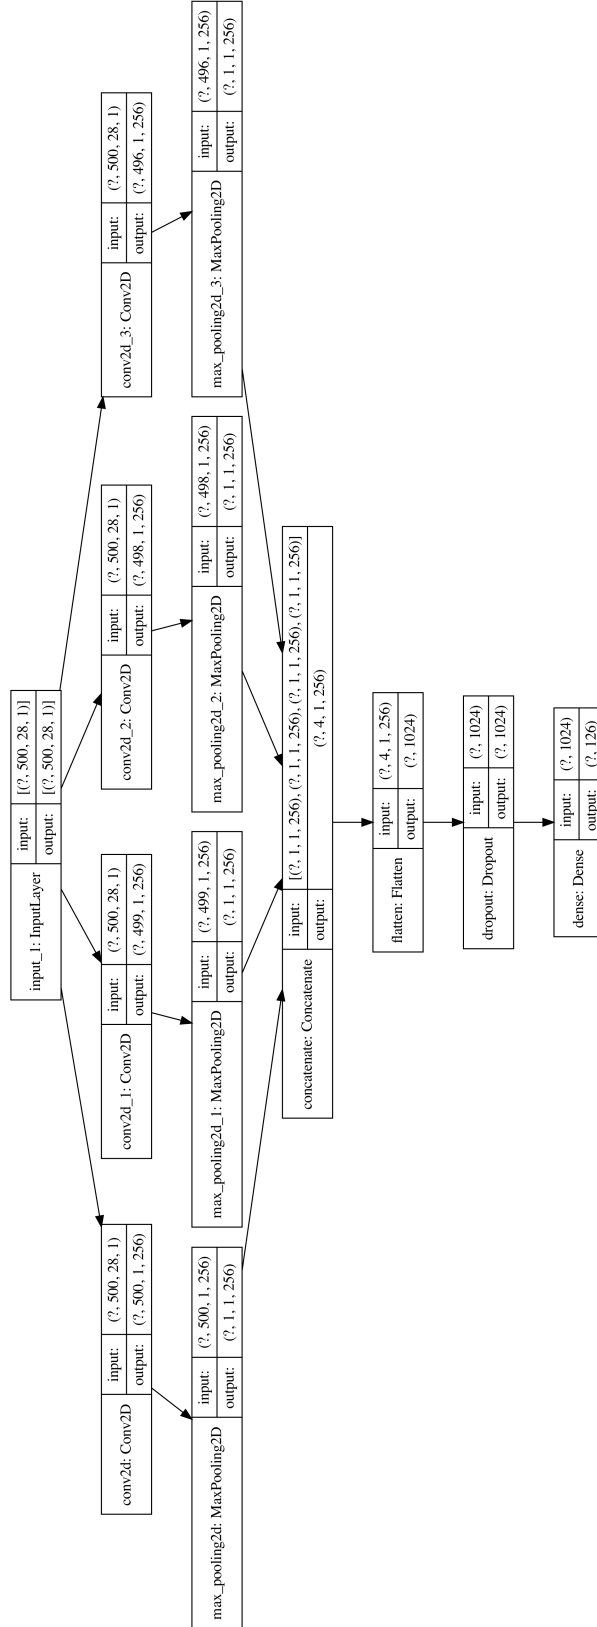 input_1: InputLayer
input:
[(?, 500, 28, 1)]
output:
[(?, 500, 28, 1)]
conv2d: Conv2D
input:
(?, 500, 28, 1)
output:
(?, 500, 1, 256)
conv2d_1: Conv2D
input:
(?, 500, 28, 1)
output:
(?, 499, 1, 256)
conv2d_2: Conv2D
input:
(?, 500, 28, 1)
output:
(?, 498, 1, 256)
conv2d_3: Conv2D
input:
(?, 500, 28, 1)
output:
(?, 496, 1, 256)
max_pooling2d: MaxPooling2D
input:
(?, 500, 1, 256)
output:
(?, 1, 1, 256)
max_pooling2d_1: MaxPooling2D
input:
(?, 499, 1, 256)
output:
(?, 1, 1, 256)
max_pooling2d_2: MaxPooling2D
input:
(?, 498, 1, 256)
output:
(?, 1, 1, 256)
max_pooling2d_3: MaxPooling2D
input:
(?, 496, 1, 256)
output:
(?, 1, 1, 256)
concatenate: Concatenate
input:
[(?, 1, 1, 256), (?, 1, 1, 256), (?, 1, 1, 256), (?, 1, 1, 256)]
output:
(?, 4, 1, 256)
flatten: Flatten
input:
(?, 4, 1, 256)
output:
(?, 1024)
dropout: Dropout
input:
(?, 1024)
output:
(?, 1024)
dense: Dense
input:
(?, 1024)
output:
(?, 126)